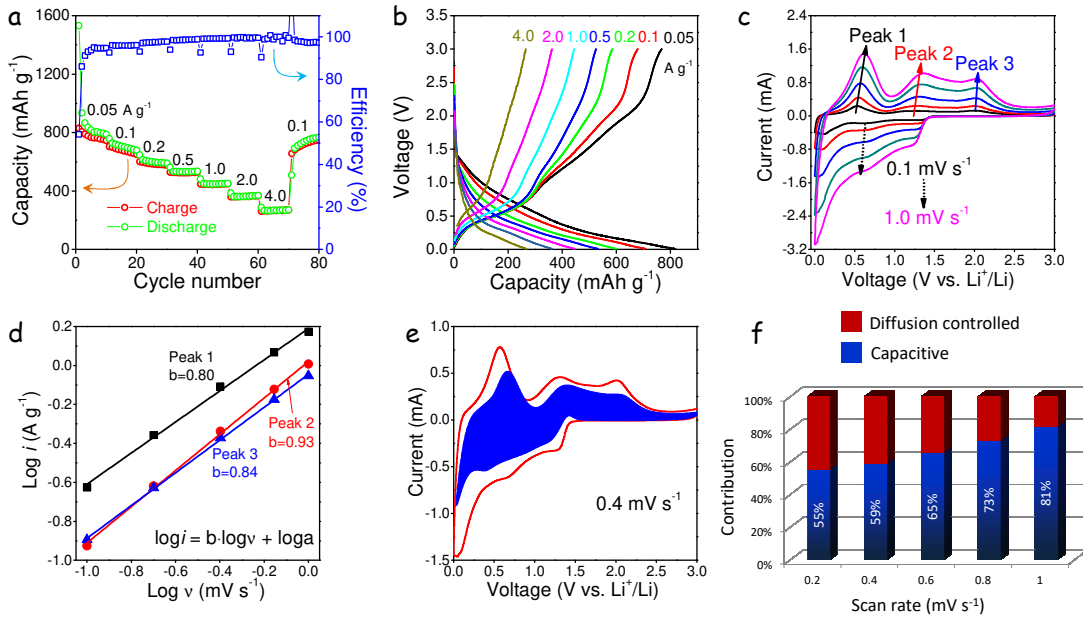 a
Capacity (mAh g⁻¹)
1600
1200
800
400
0
0.05 A g⁻¹
0.1
0.2
0.5
1.0
2.0
4.0
0.1
Charge
Discharge
100
80
60
40
20
0
Efficiency (%)
0 20 40 60 80
Cycle number
b
Voltage (V)
4.0
3.5
3.0
2.5
2.0
1.5
1.0
0.5
0.0
4.0 2.0 1.0 0.5 0.2 0.1 0.05
A g⁻¹
0 200 400 600 800
Capacity (mAh g⁻¹)
c
Current (mA)
2.4
1.6
0.8
0.0
-0.8
-1.6
-2.4
-3.2
Peak 1
Peak 2
Peak 3
0.1 mV s⁻¹
1.0 mV s⁻¹
0.0 0.5 1.0 1.5 2.0 2.5 3.0
Voltage (V vs. Li⁺/Li)
d
Log i (A g⁻¹)
0.2
0.0
-0.2
-0.4
-0.6
-0.8
-1.0
Peak 1
b=0.80
Peak 2
b=0.93
Peak 3
b=0.84
logi = b·logν + loga
-1.0 -0.8 -0.6 -0.4 -0.2 0.0
Log ν (mV s⁻¹)
e
Current (mA)
1.0
0.5
0.0
-0.5
-1.0
-1.5
0.4 mV s⁻¹
0.0 0.5 1.0 1.5 2.0 2.5 3.0
Voltage (V vs. Li⁺/Li)
f
Diffusion controlled
Capacitive
Contribution
100%
80%
60%
40%
20%
0%
55%
59%
65%
73%
81%
0.2 0.4 0.6 0.8 1
Scan rate (mV s⁻¹)